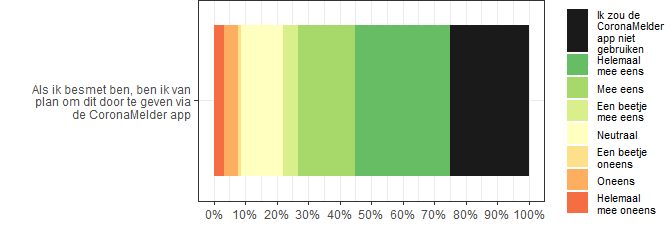 Als ik besmet ben, ben ik van
plan om dit door te geven via
de CoronaMelder app
0% 10% 20% 30% 40% 50% 60% 70% 80% 90% 100%
Ik zou de
CoronaMelder
app niet
gebruiken
Helemaal
mee eens
Mee eens
Een beetje
mee eens
Neutraal
Een beetje
oneens
Oneens
Helemaal
mee oneens